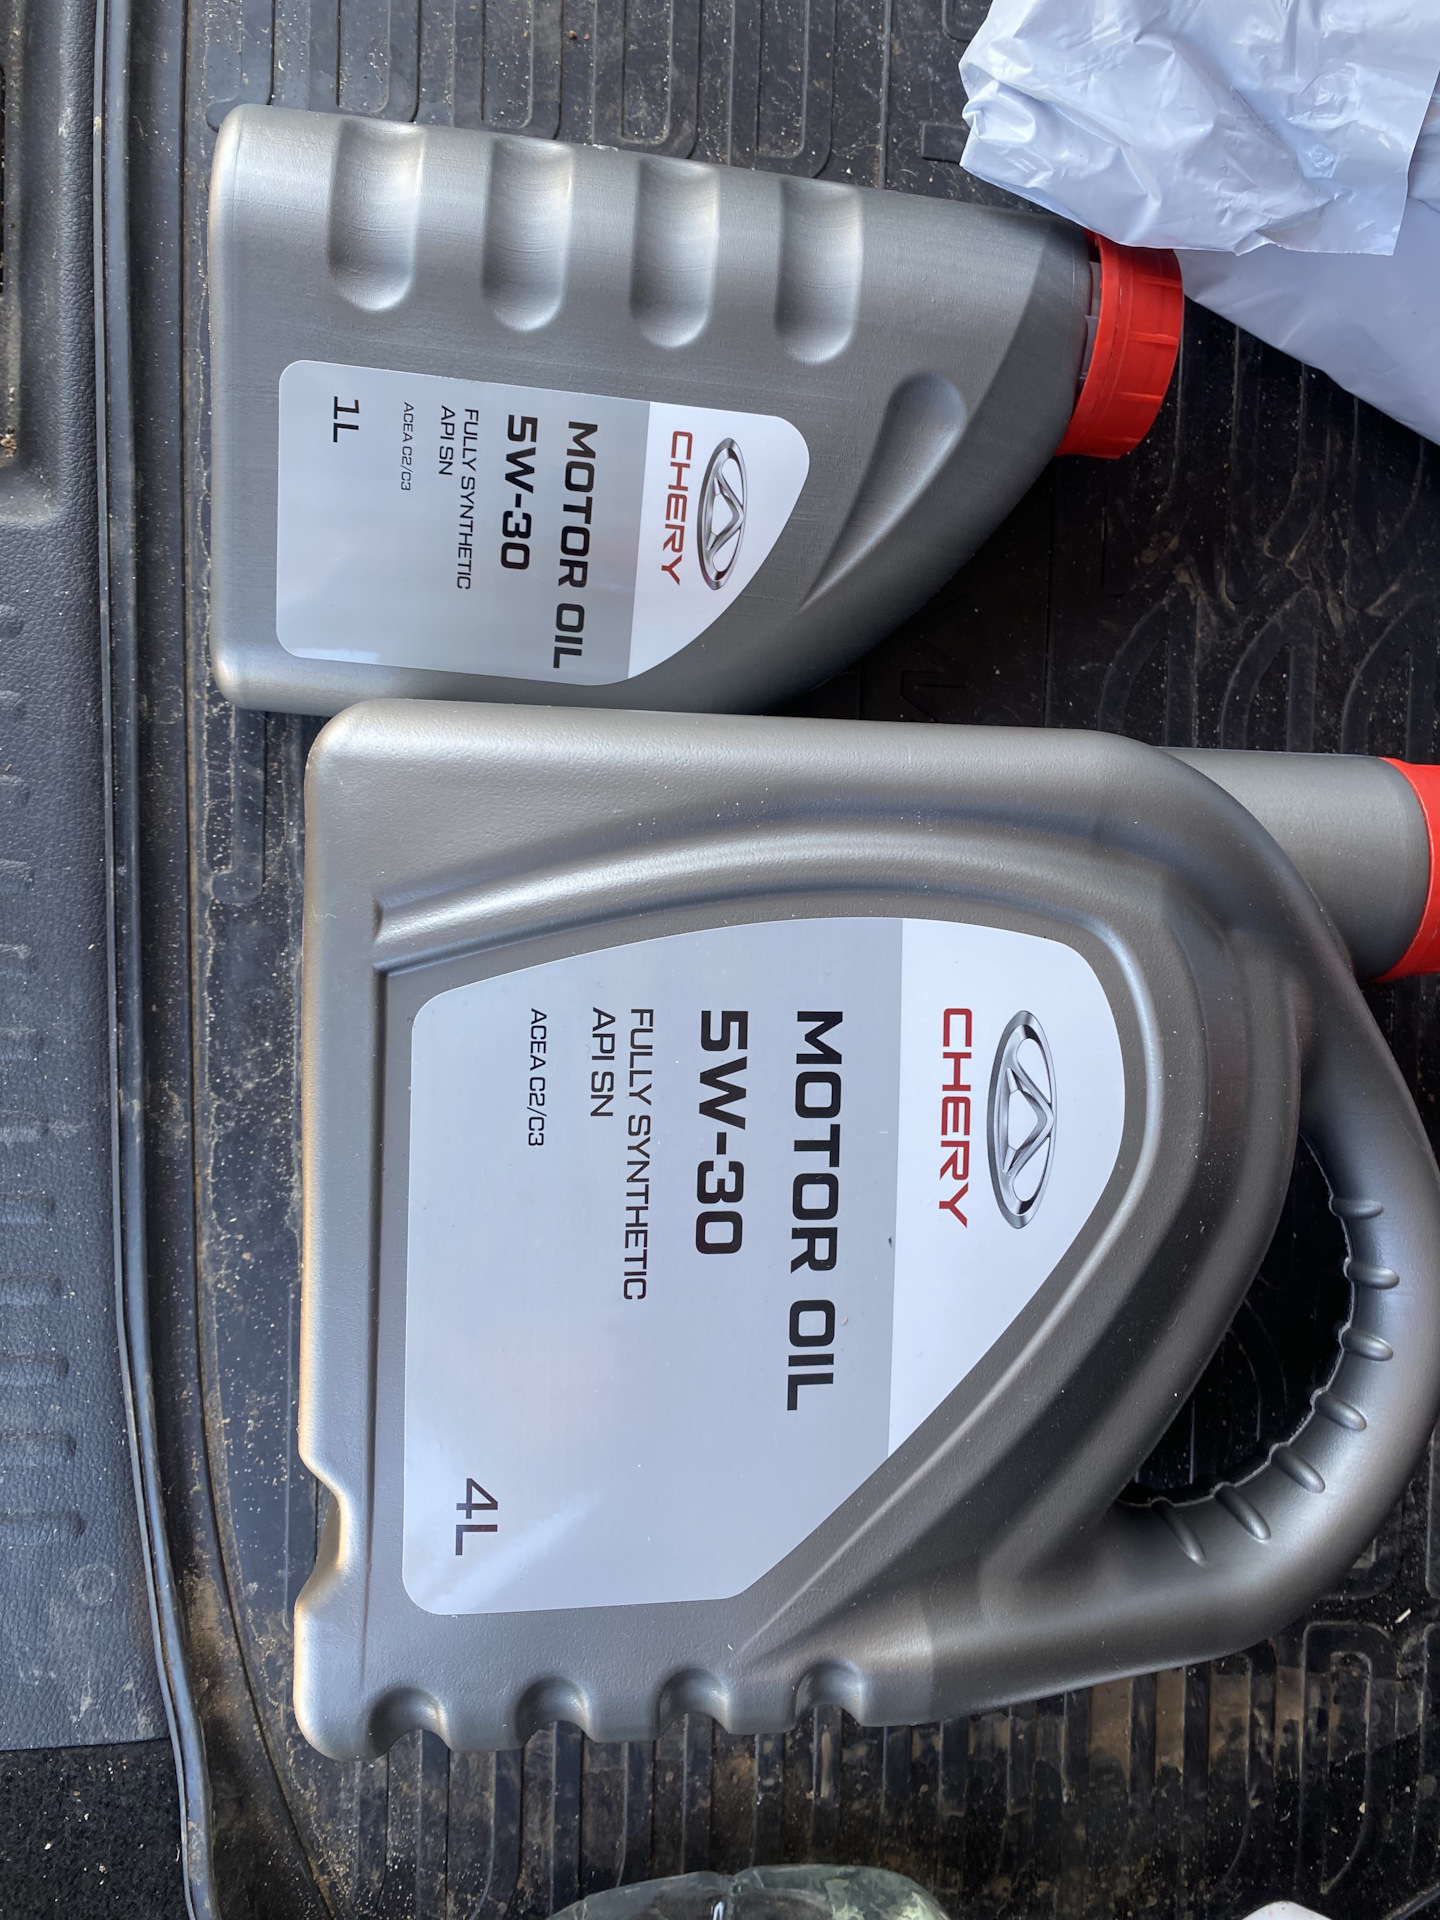 CHERY
MOTOR OIL
5W-30
FULLY SYNTHETIC
API SN
ACEA C2/C3
1L
CHERY
MOTOR OIL
5W-30
FULLY SYNTHETIC
API SN
ACEA C2/C3
4L